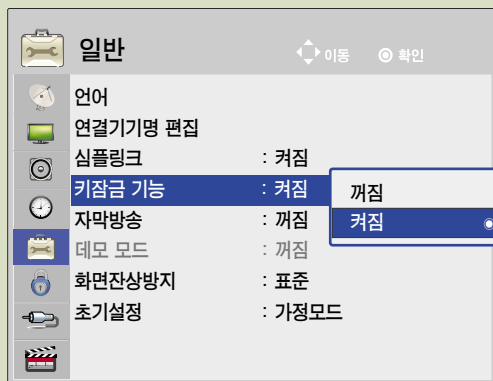 일반 이동 확인
언어
연결기기명 편집
심플링크 : 켜짐
키잠금 기능 : 켜짐
꺼짐
켜짐
자막방송 : 꺼짐
데모 모드 : 꺼짐
화면잔상방지 : 표준
초기설정 : 가정모드